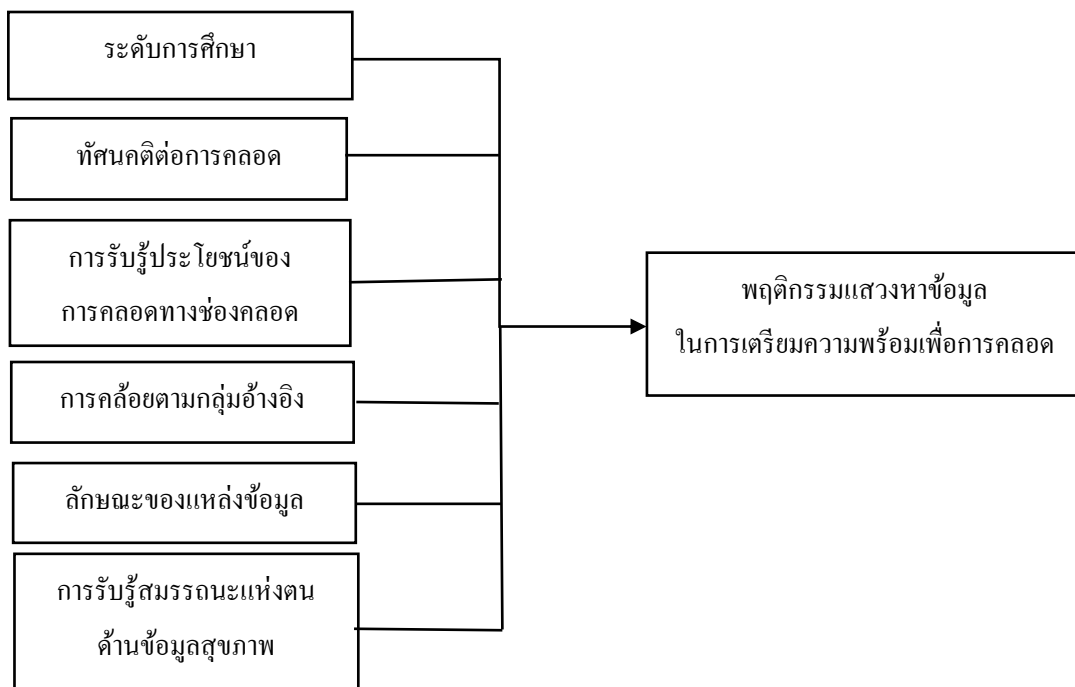 ระดับการศึกษา
ทัศนคติต่อการคลอด
การรับรู้ประโยชน์ของ
การคลอดทางช่องคลอด
การคล้อยตามกลุ่มอ้างอิง
ลักษณะของแหล่งข้อมูล
การรับรู้สมรรถนะแห่งตน
ด้านข้อมูลสุขภาพ
พฤติกรรมแสวงหาข้อมูล
ในการเตรียมความพร้อมเพื่อการคลอด